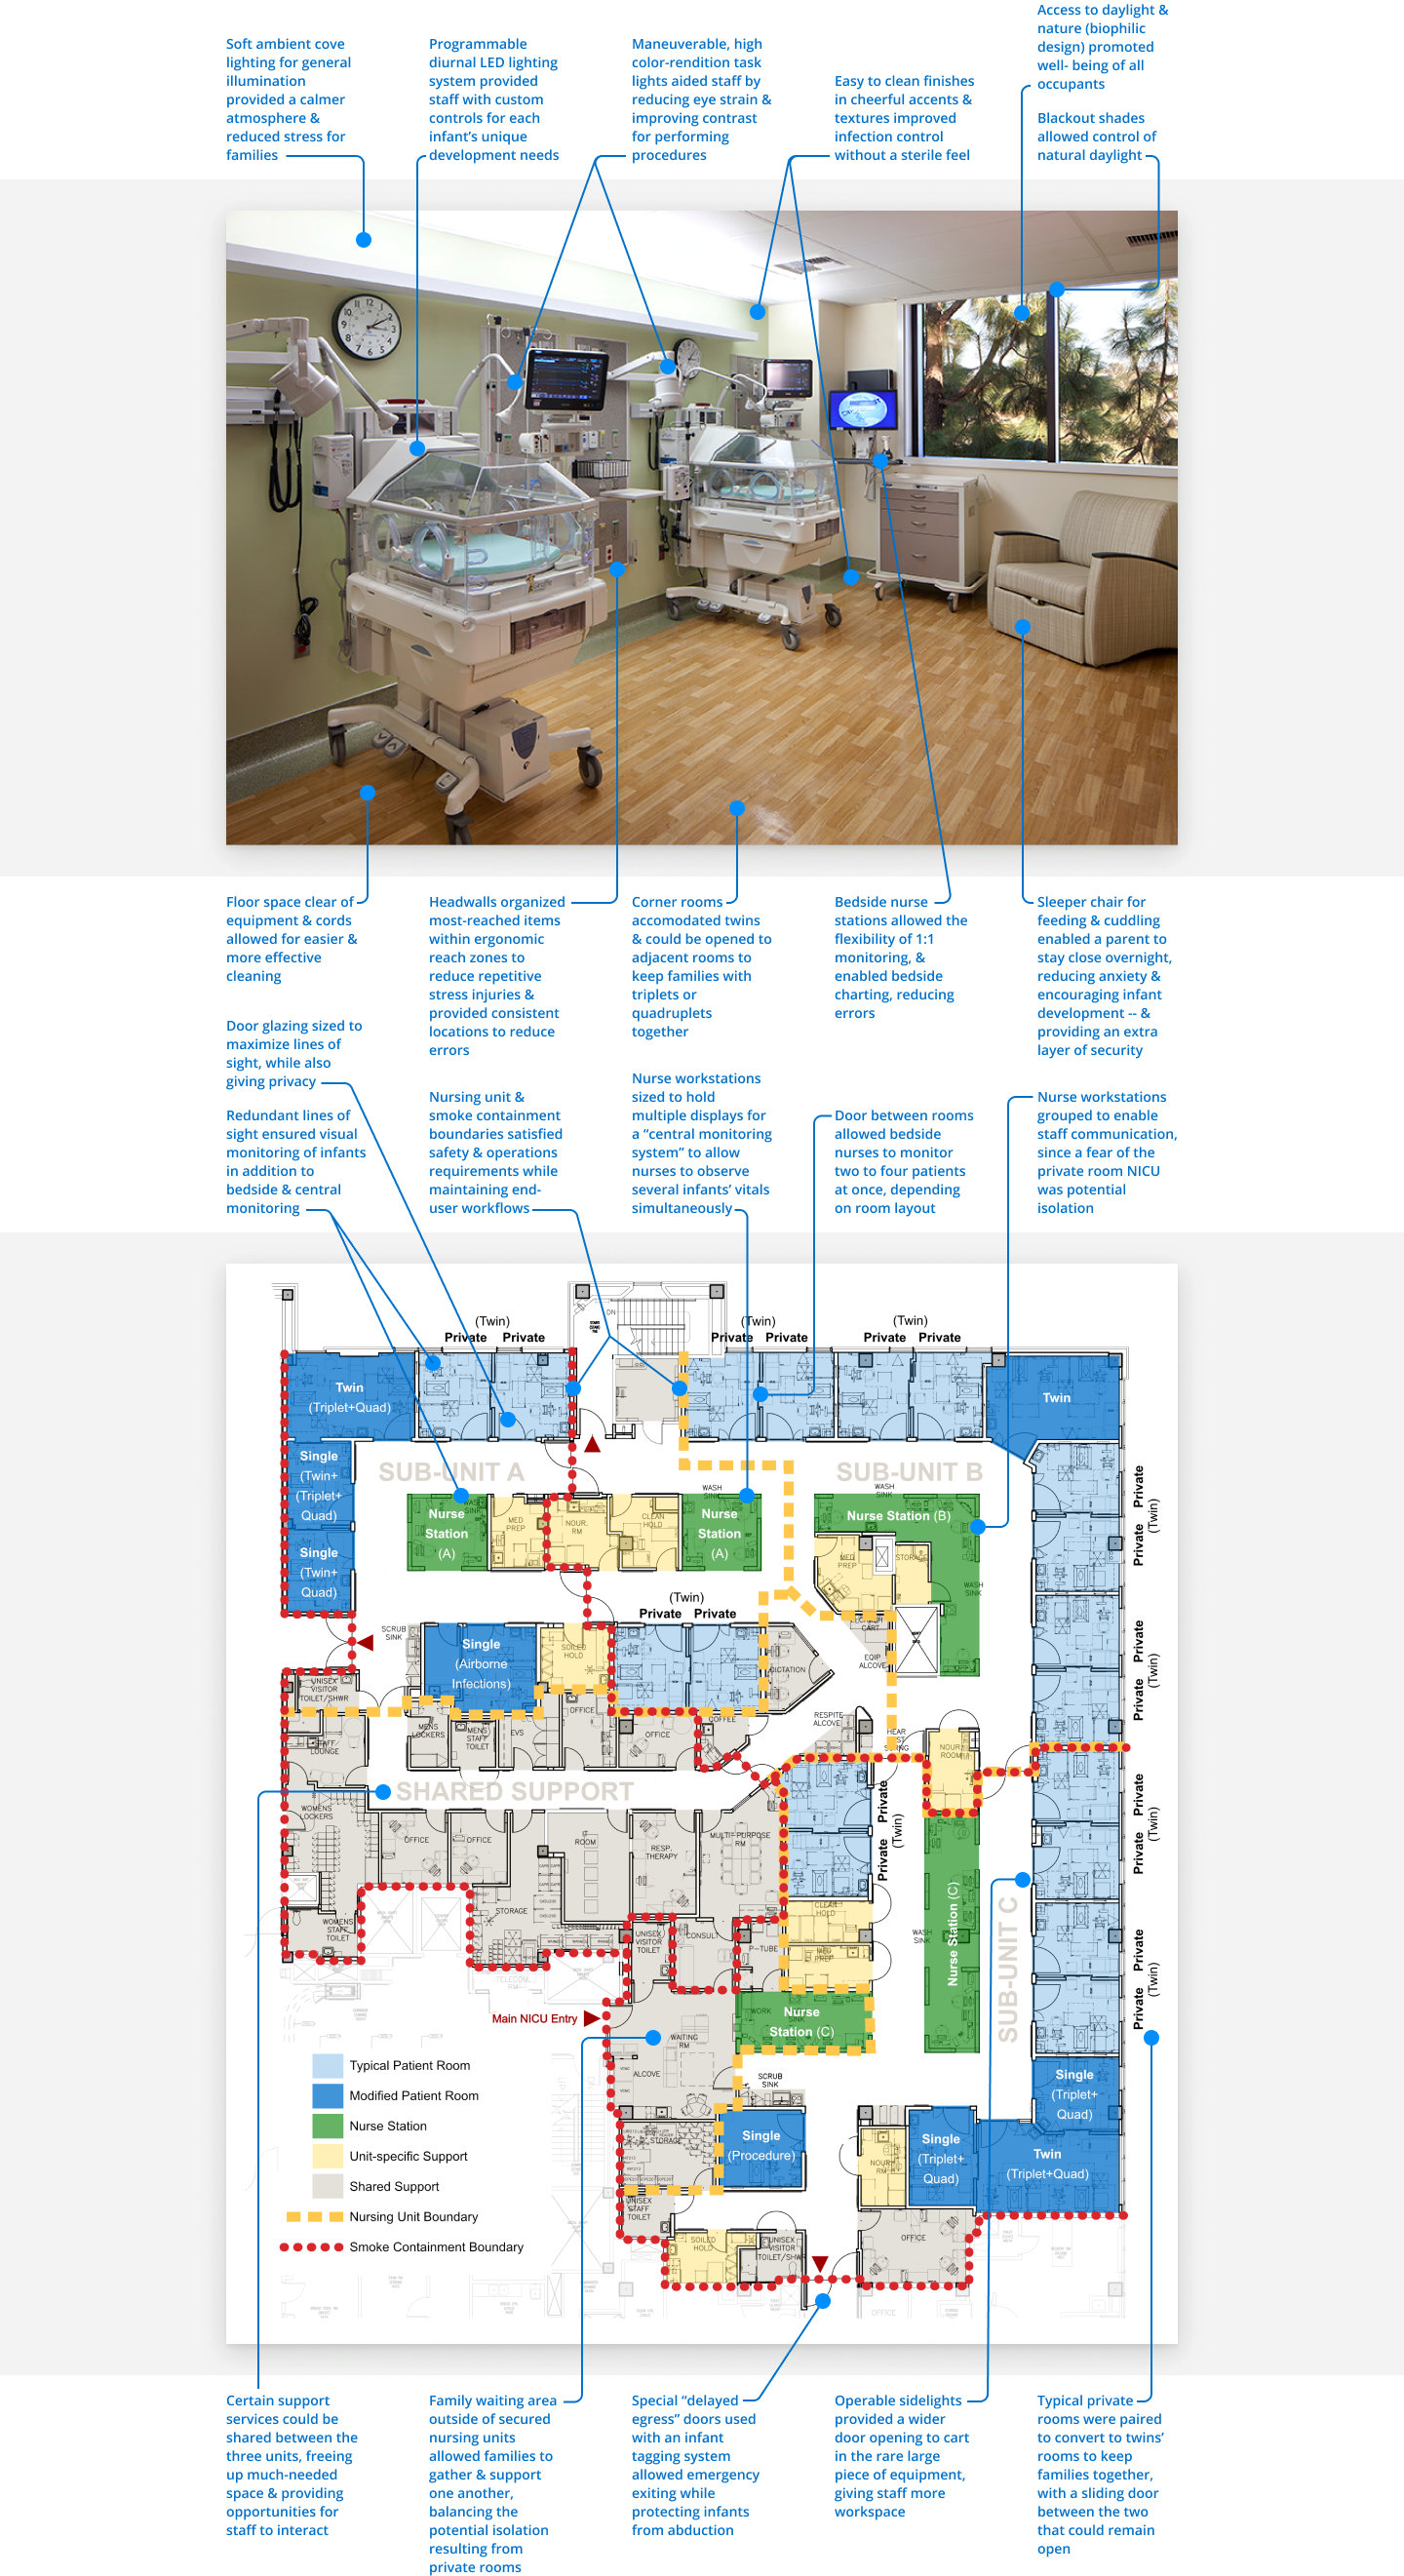 Soft ambient cove
lighting for general
illumination
provided a calmer
atmosphere &
reduced stress for
families
Programmable
diurnal LED lighting
system provided
staff with custom
controls for each
infant's unique
development needs
Maneuverable, high
color-rendition task
lights aided staff by
reducing eye strain &
improving contrast
for performing
procedures
Easy to clean finishes
in cheerful accents &
textures improved
infection control
without a sterile feel
Access to daylight &
nature (biophilic
design) promoted
well- being of all
occupants
Blackout shades
allowed control of
natural daylight
Floor space clear of
equipment & cords
allowed for easier &
more effective
cleaning
Headwalls organized
most-reached items
within ergonomic
reach zones to
reduce repetitive
stress injuries &
provided consistent
locations to reduce
errors
Corner rooms
accomodated twins
& could be opened to
adjacent rooms to
keep families with
triplets or
quadruplets
together
Bedside nurse
stations allowed the
flexibility of 1:1
monitoring, &
enabled bedside
charting, reducing
errors
Sleeper chair for
feeding & cuddling
enabled a parent to
stay close overnight,
reducing anxiety &
encouraging infant
development -- &
providing an extra
layer of security
Door glazing sized to
maximize lines of
sight, while also
giving privacy
Redundant lines of
sight ensured visual
monitoring of infants
in addition to
bedside & central
monitoring
Nursing unit &
smoke containment
boundaries satisfied
safety & operations
requirements while
maintaining end-
user workflows
Nurse workstations
sized to hold
multiple displays for
a “central monitoring
system” to allow
nurses to observe
several infants’ vitals
simultaneously
Door between rooms
allowed bedside
nurses to monitor
two to four patients
at once, depending
on room layout
Nurse workstations
grouped to enable
staff communication,
since a fear of the
private room NICU
was potential
isolation
(Twin)
Private Private
(Twin)
Private Private
(Twin)
Private Private
Twin
(Triplet+Quad)
Twin
Single
(Twin+
(Triplet+
Quad)
Single
(Twin+
Quad)
SUB-UNIT A
SUB-UNIT B
Nurse
Station
(A)
MED
PREP
NOUR.
RM
CLEAN
HOLD
WASH
SINK
Nurse
Station
(A)
WASH
SINK
Nurse Station (B)
MED
PREP
STORAGE
WASH
SINK
Private
Private
(Twin)
(Twin)
Private Private
SCRUB
SINK
Single
(Airborne
Infections)
SOILED
HOLD
DICTATION
EQIP
ALCOVE
Private
Private
(Twin)
UNISEX
VISITOR
TOILET/SHWR
STAFF
LOUNGE
MENS
LOCKERS
MENS
STAFF
TOILET
EVS
OFFICE
OFFICE
COFFEE
RESPITE
ALCOVE
NOUR.
ROOM
SHARED SUPPORT
WOMENS
LOCKERS
OFFICE
OFFICE
IT
ROOM
RESP.
THERAPY
MULTI-PURPOSE
RM
Private
Private
(Twin)
Private
Private
(Twin)
STORAGE
WOMENS
STAFF
TOILET
UNISEX
VISITOR
TOILET
CONSULT
P-TUBE
CLEAN
HOLD
MED
PREP
WASH
SINK
Nurse Station (C)
SUB-UNIT C
Private
Private
(Twin)
TELECOM
RM
Main NICU Entry
WAITING
RM
ALCOVE
WORK
Nurse
Station (C)
SCRUB
SINK
Typical Patient Room
Modified Patient Room
Nurse Station
Unit-specific Support
Shared Support
Nursing Unit Boundary
Smoke Containment Boundary
STORAGE
Single
(Procedure)
NOUR.
RM
Single
(Triplet+
Quad)
Single
(Triplet+
Quad)
Twin
(Triplet+Quad)
UNISEX
STAFF
TOILET
SOILED
HOLD
UNISEX
VISITOR
TOILET/SHWR
OFFICE
OFFICE
Certain support
services could be
shared between the
three units, freeing
up much-needed
space & providing
opportunities for
staff to interact
Family waiting area
outside of secured
nursing units
allowed families to
gather & support
one another,
balancing the
potential isolation
resulting from
private rooms
Special “delayed
egress” doors used
with an infant
tagging system
allowed emergency
exiting while
protecting infants
from abduction
Operable sidelights
provided a wider
door opening to cart
in the rare large
piece of equipment,
giving staff more
workspace
Typical private
rooms were paired
to convert to twins’
rooms to keep
families together,
with a sliding door
between the two
that could remain
open